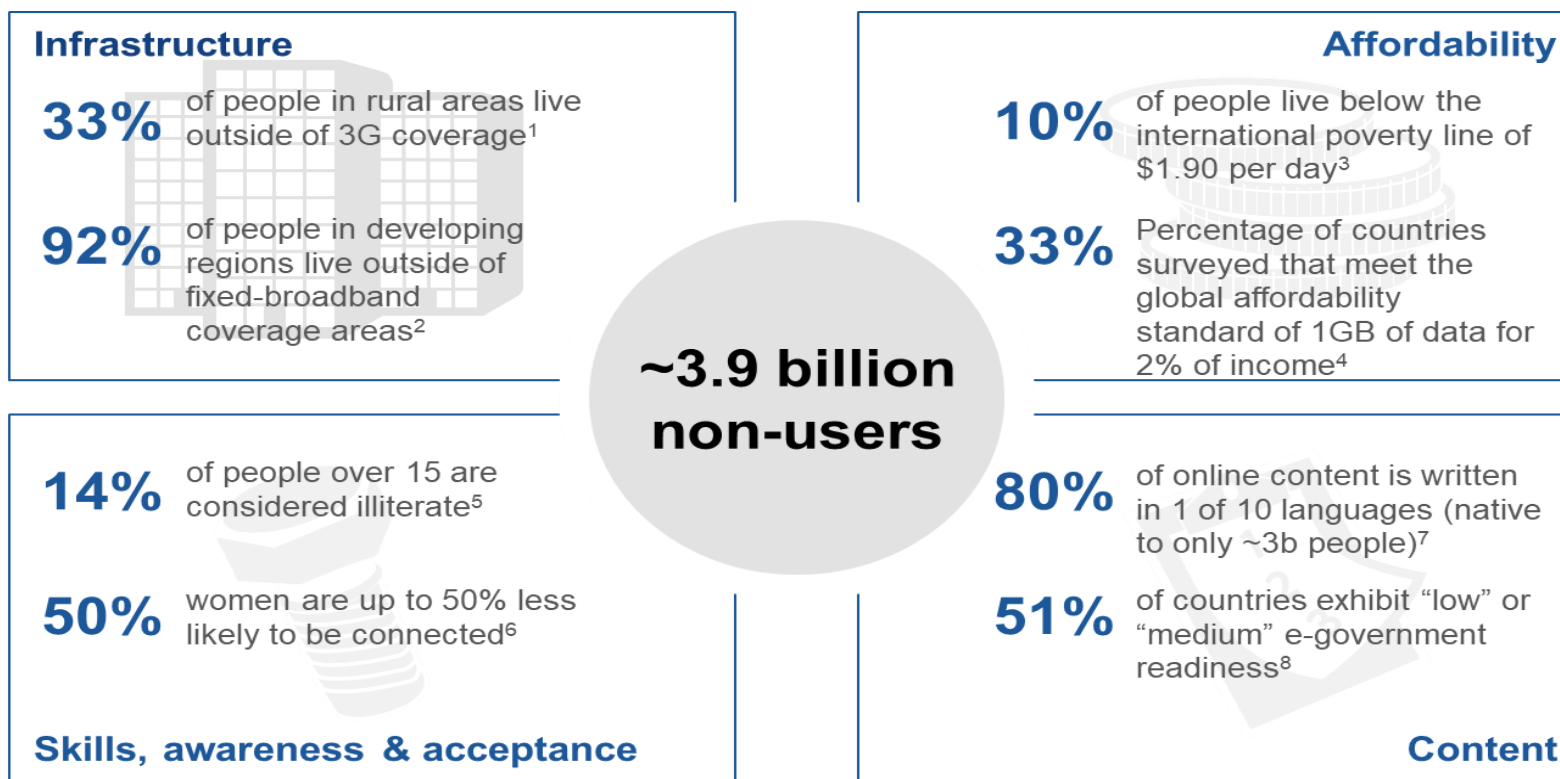 Infrastructure
33%
of people in rural areas live
outside of 3G coverage¹
92%
of people in developing
regions live outside of
fixed-broadband
coverage areas²
Affordability
10%
of people live below the
international poverty line of
$1.90 per day³
33%
Percentage of countries
surveyed that meet the
global affordability
standard of 1GB of data for
2% of income⁴
~3.9 billion
non-users
14%
of people over 15 are
considered illiterate⁵
50%
women are up to 50% less
likely to be connected⁶
Skills, awareness & acceptance
80%
of online content is written
in 1 of 10 languages (native
to only ~3b people)⁷
51%
of countries exhibit “low” or
“medium” e-government
readiness⁸
1
2
3
Content